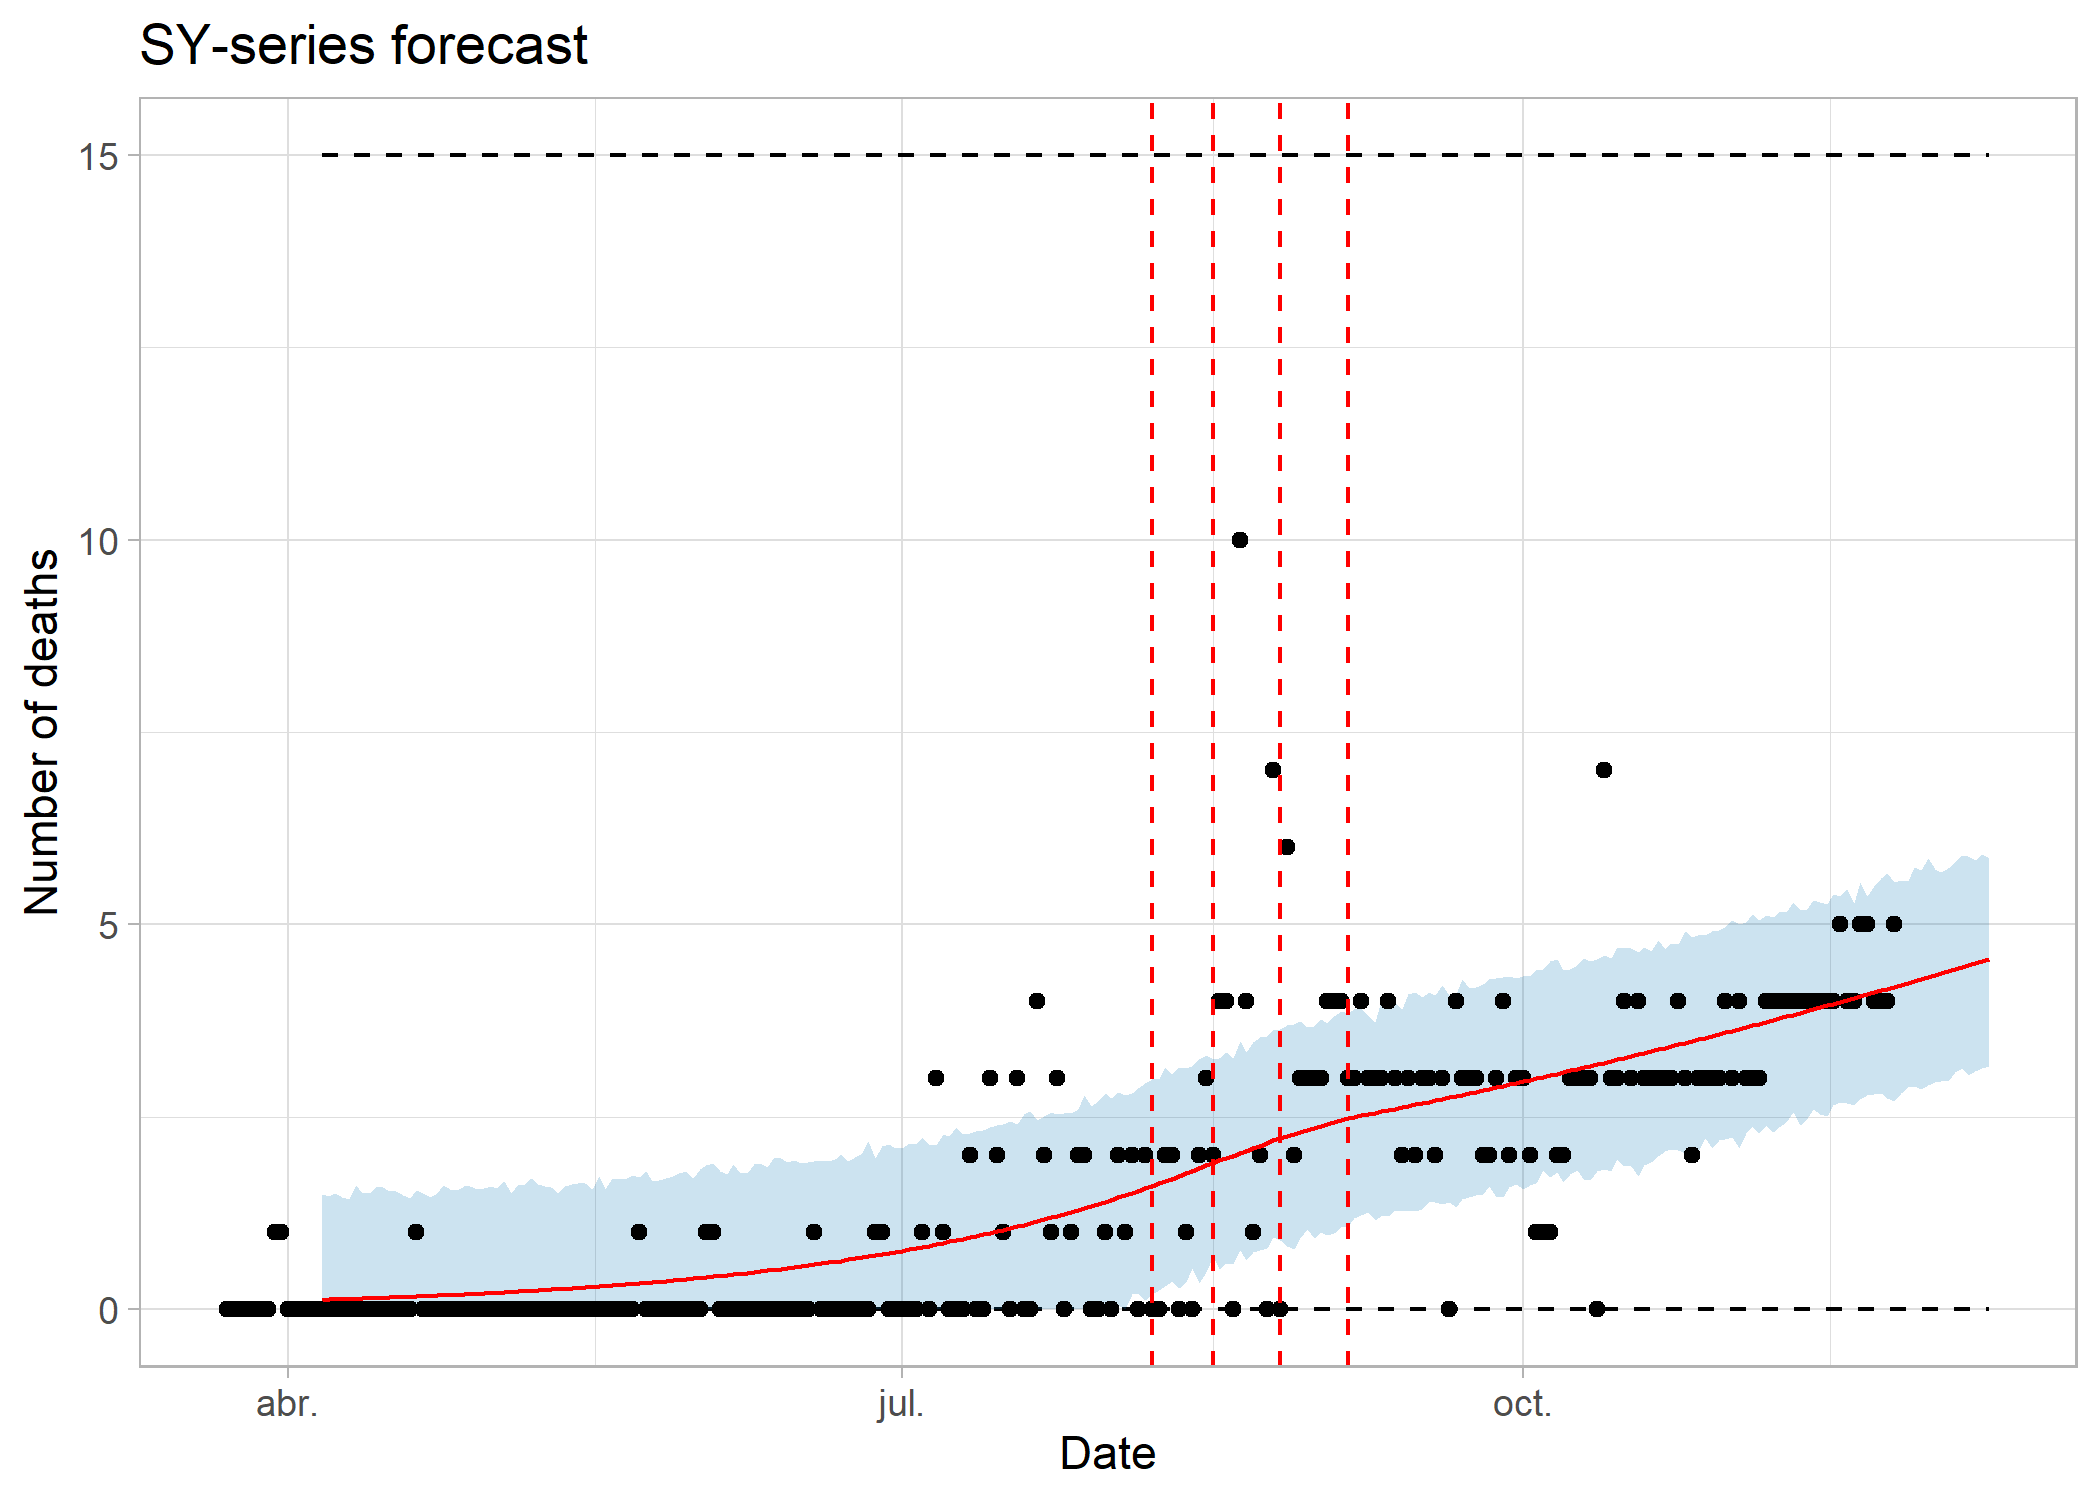 SY-series forecast
15
10
5
0
Number of deaths
abr.
jul.
oct.
Date